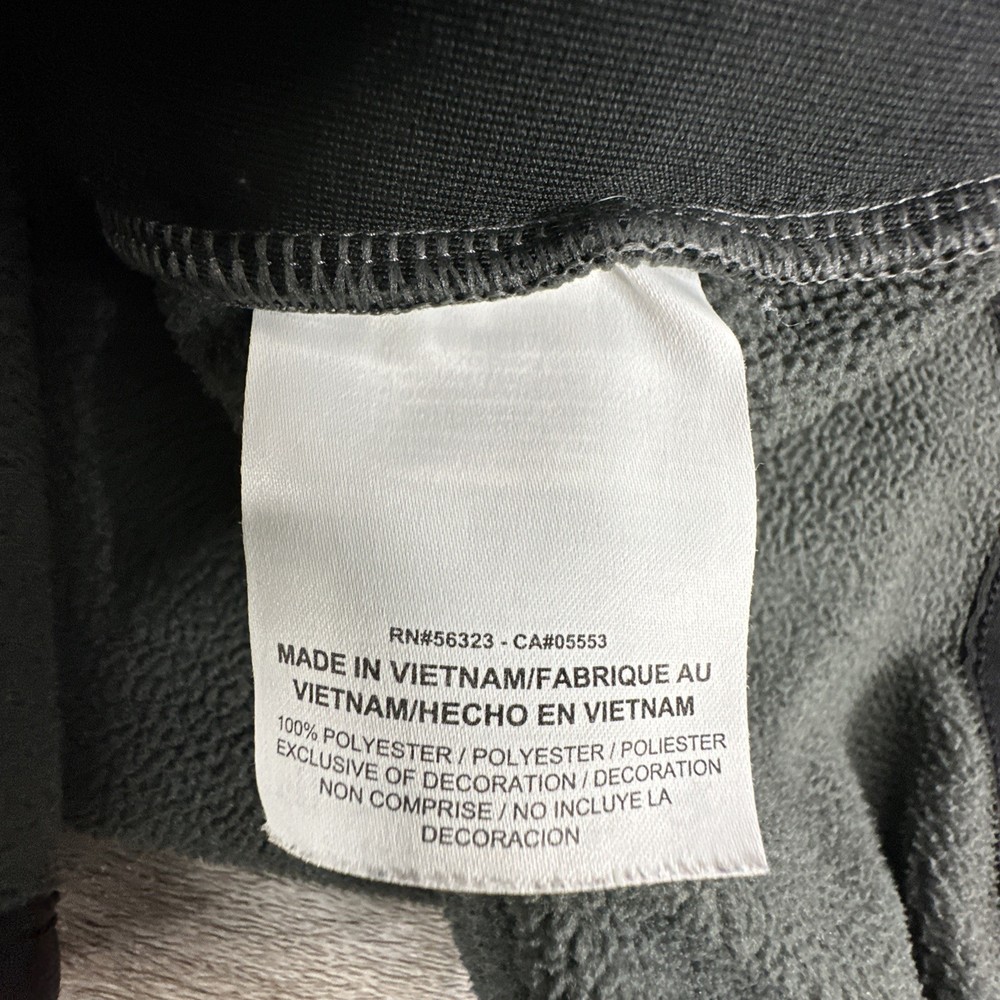 RN#56323 - CA#05553
MADE IN VIETNAM/FABRIQUE AU
VIETNAM/HECHO EN VIETNAM
100% POLYESTER / POLYESTER / POLIESTER
EXCLUSIVE OF DECORATION / DECORATION
NON COMPRISE / NO INCLUYE LA
DECORACION